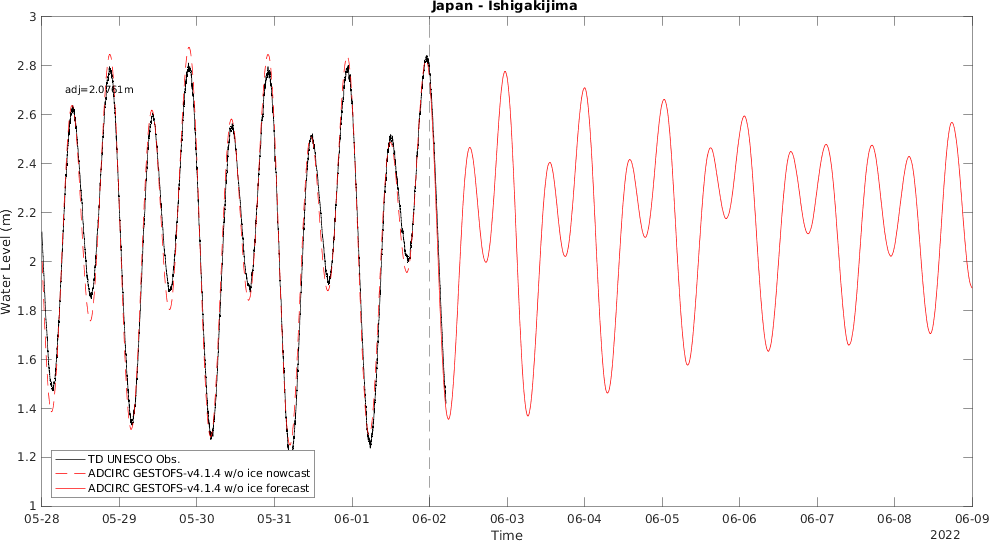 Japan - Ishigakijima
3
2.8
2.6
2.4
2.2
2
1.8
1.6
1.4
1.2
1
Water Level (m)
adj=2.0761m
TD UNESCO Obs.
ADCIRC GESTOFS-v4.1.4 w/o ice nowcast
ADCIRC GESTOFS-v4.1.4 w/o ice forecast
05-28 05-29 05-30 05-31 06-01 06-02 06-03 06-04 06-05 06-06 06-07 06-08 06-09
Time
2022